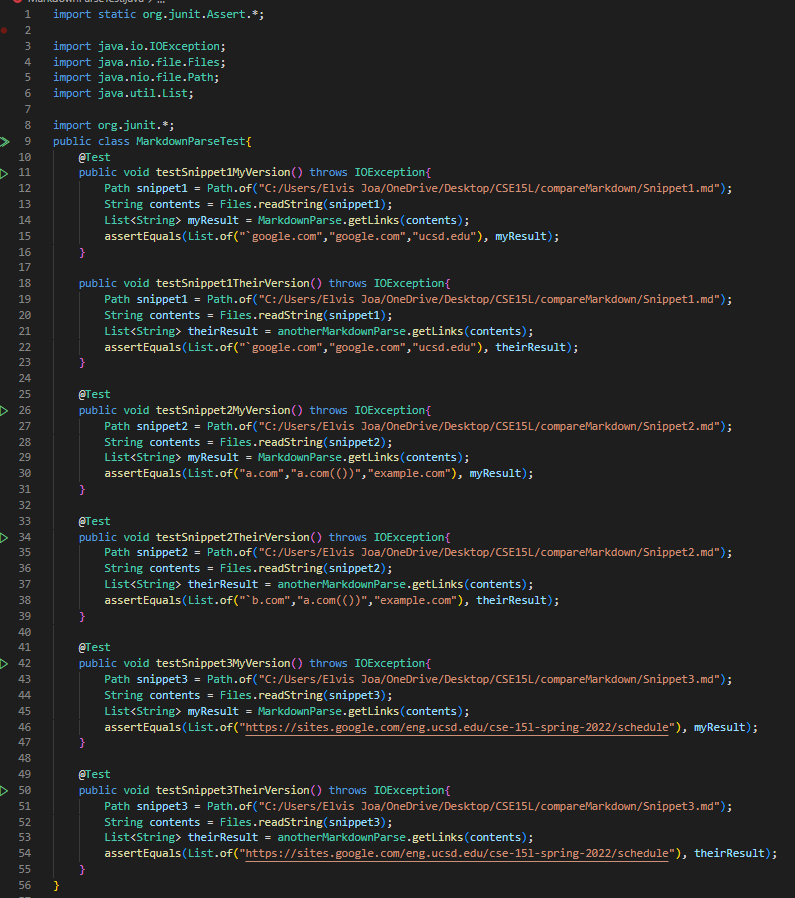 MarkdownParseTest.java > ...
1 import static org.junit.Assert.*;
2
3 import java.io.IOException;
4 import java.nio.file.Files;
5 import java.nio.file.Path;
6 import java.util.List;
7
8 import org.junit.*;
9 public class MarkdownParseTest{
10     @Test
11     public void testSnippet1MyVersion() throws IOException{
12         Path snippet1 = Path.of("C:/Users/Elvis Joa/OneDrive/Desktop/CSE15L/compareMarkdown/Snippet1.md");
13         String contents = Files.readString(snippet1);
14         List<String> myResult = MarkdownParse.getLinks(contents);
15         assertEquals(List.of("`google.com","google.com","ucsd.edu"), myResult);
16     }
17
18     public void testSnippet1TheirVersion() throws IOException{
19         Path snippet1 = Path.of("C:/Users/Elvis Joa/OneDrive/Desktop/CSE15L/compareMarkdown/Snippet1.md");
20         String contents = Files.readString(snippet1);
21         List<String> theirResult = anotherMarkdownParse.getLinks(contents);
22         assertEquals(List.of("`google.com","google.com","ucsd.edu"), theirResult);
23     }
24
25     @Test
26     public void testSnippet2MyVersion() throws IOException{
27         Path snippet2 = Path.of("C:/Users/Elvis Joa/OneDrive/Desktop/CSE15L/compareMarkdown/Snippet2.md");
28         String contents = Files.readString(snippet2);
29         List<String> myResult = MarkdownParse.getLinks(contents);
30         assertEquals(List.of("a.com","a.com(())","example.com"), myResult);
31     }
32
33     @Test
34     public void testSnippet2TheirVersion() throws IOException{
35         Path snippet2 = Path.of("C:/Users/Elvis Joa/OneDrive/Desktop/CSE15L/compareMarkdown/Snippet2.md");
36         String contents = Files.readString(snippet2);
37         List<String> theirResult = anotherMarkdownParse.getLinks(contents);
38         assertEquals(List.of("`b.com","a.com(())","example.com"), theirResult);
39     }
40
41     @Test
42     public void testSnippet3MyVersion() throws IOException{
43         Path snippet3 = Path.of("C:/Users/Elvis Joa/OneDrive/Desktop/CSE15L/compareMarkdown/Snippet3.md");
44         String contents = Files.readString(snippet3);
45         List<String> myResult = MarkdownParse.getLinks(contents);
46         assertEquals(List.of("https://sites.google.com/eng.ucsd.edu/cse-15l-spring-2022/schedule"), myResult);
47     }
48
49     @Test
50     public void testSnippet3TheirVersion() throws IOException{
51         Path snippet3 = Path.of("C:/Users/Elvis Joa/OneDrive/Desktop/CSE15L/compareMarkdown/Snippet3.md");
52         String contents = Files.readString(snippet3);
53         List<String> theirResult = anotherMarkdownParse.getLinks(contents);
54         assertEquals(List.of("https://sites.google.com/eng.ucsd.edu/cse-15l-spring-2022/schedule"), theirResult);
55     }
56 }